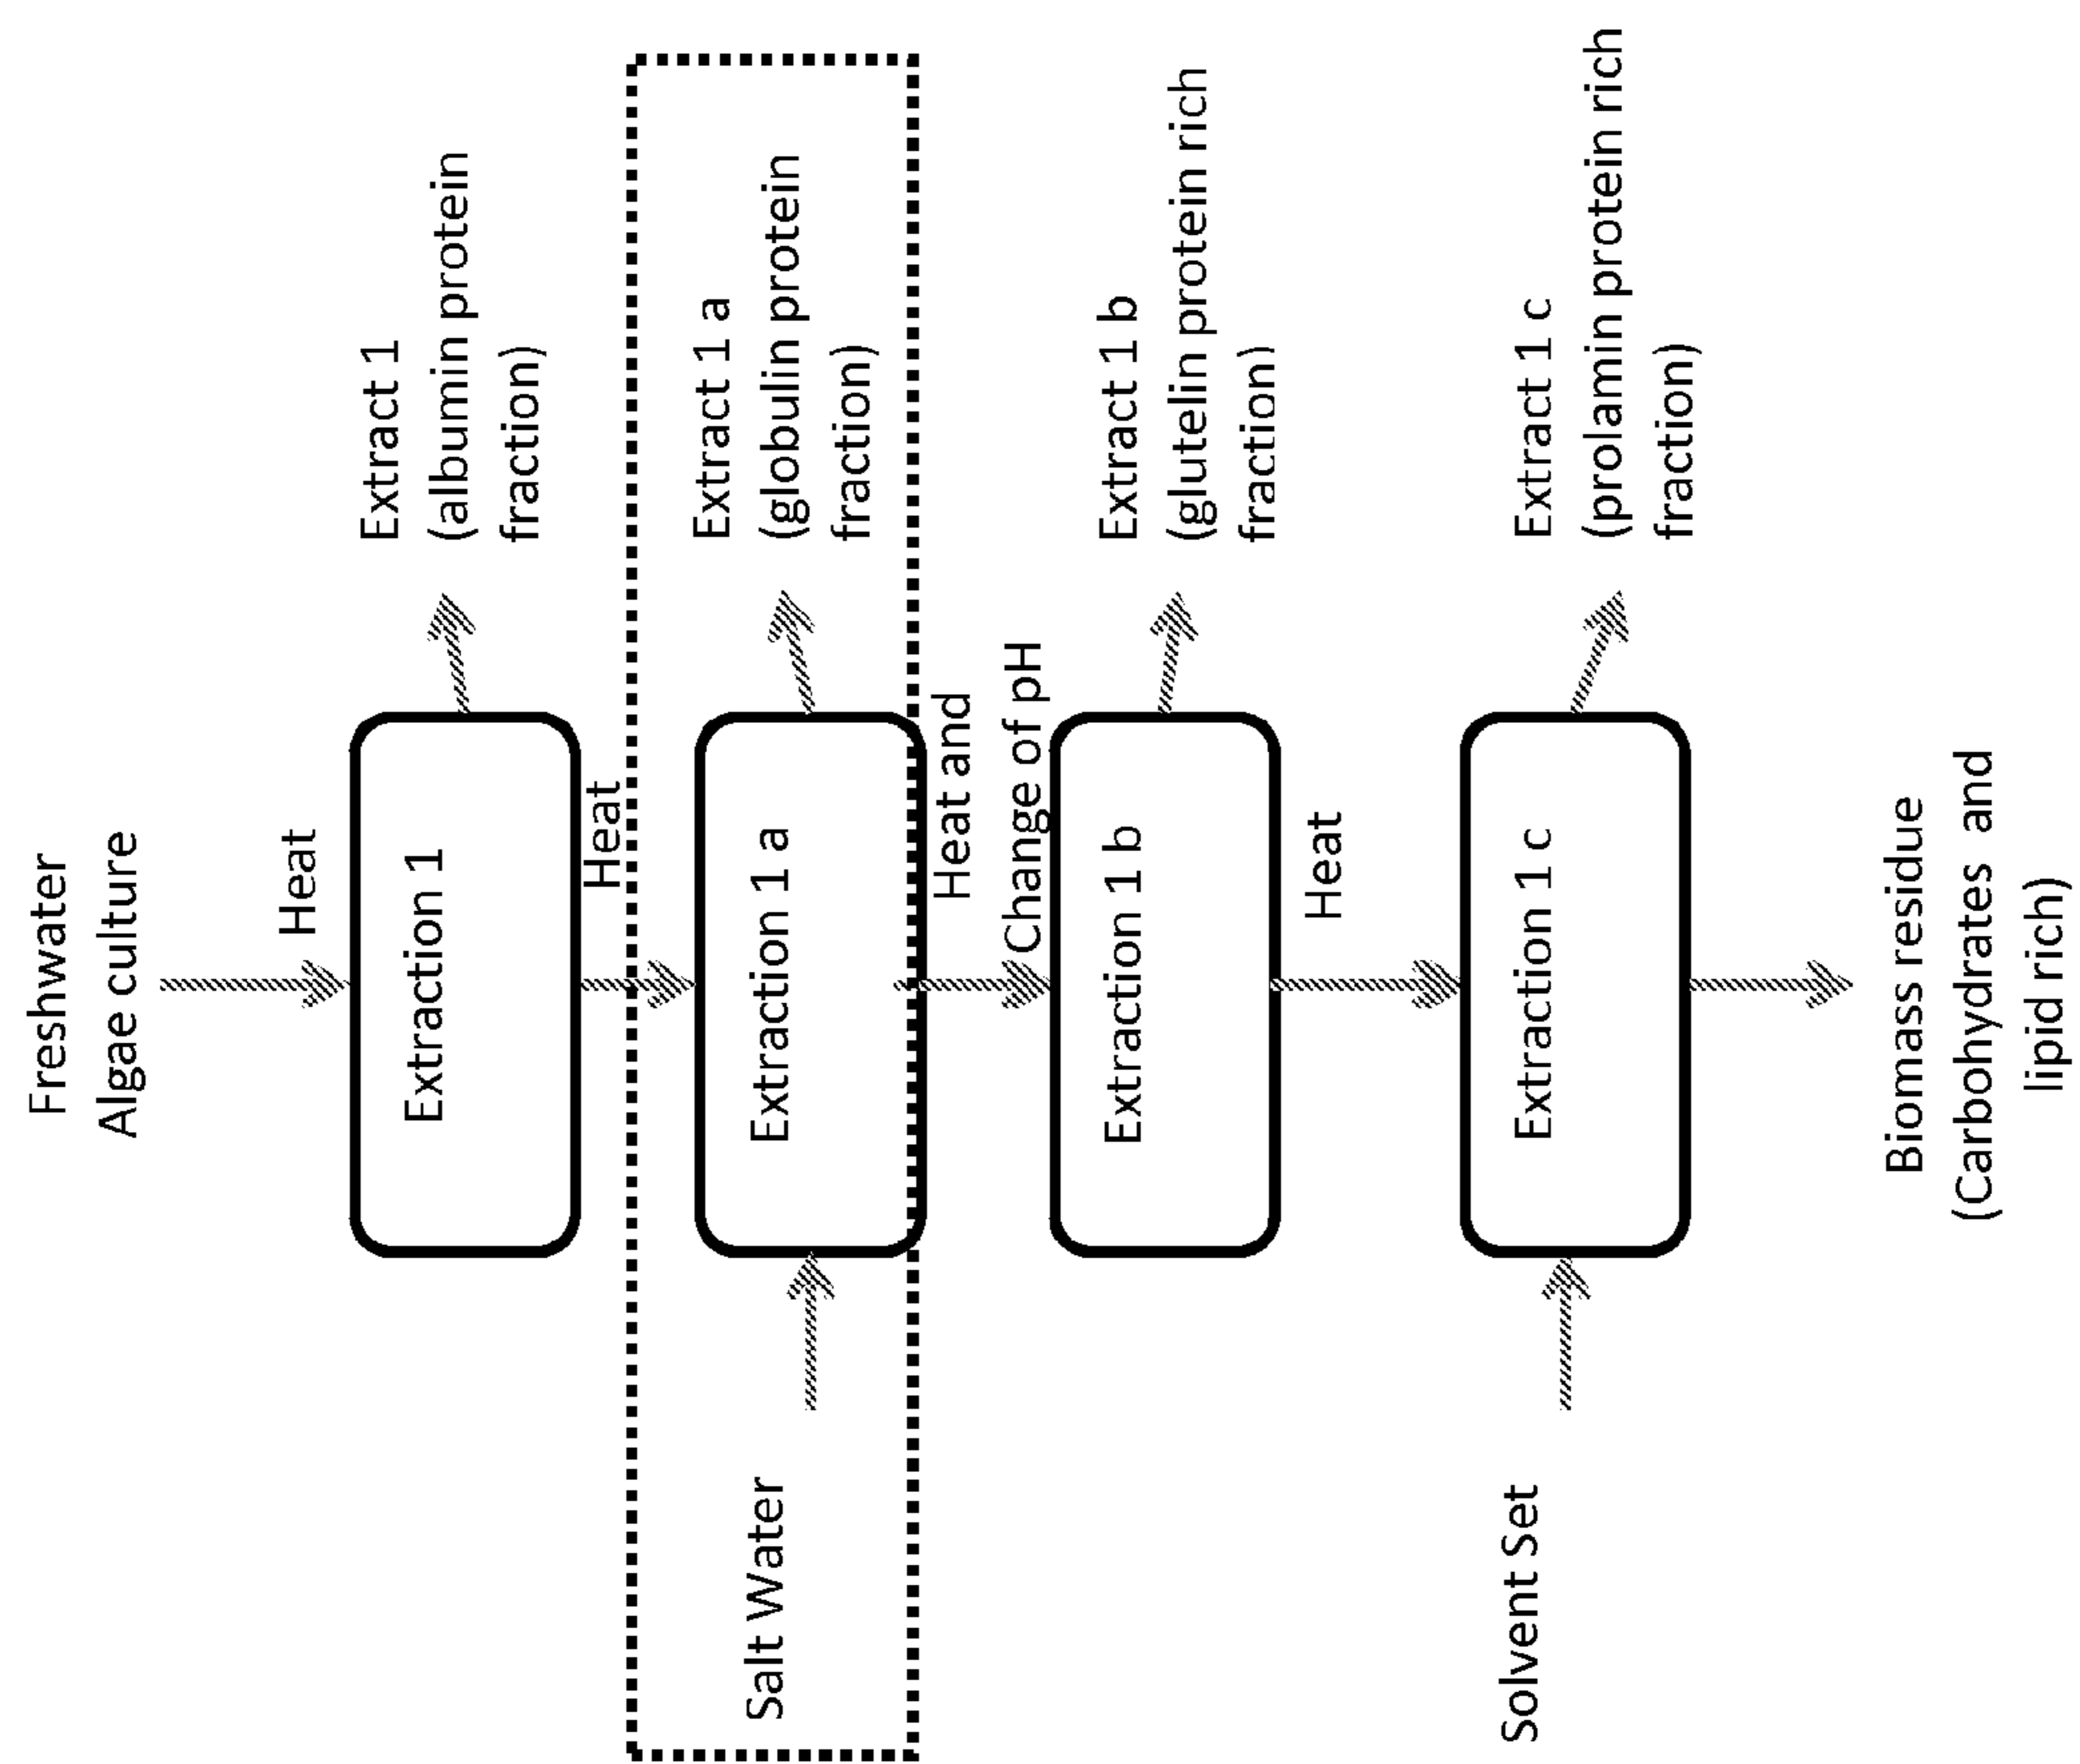 Freshwater
Algae culture
Heat
Extraction 1
Extract 1
(albumin protein
fraction)
Heat
Salt Water
Extraction 1 a
Extract 1 a
(globulin protein
fraction)
Heat and
Change of pH
Extraction 1 b
Extract 1 b
(glutelin protein rich
fraction)
Heat
Solvent Set
Extraction 1 c
Extract 1 c
(prolamin protein rich
fraction)
Biomass residue
(Carbohydrates and
lipid rich)